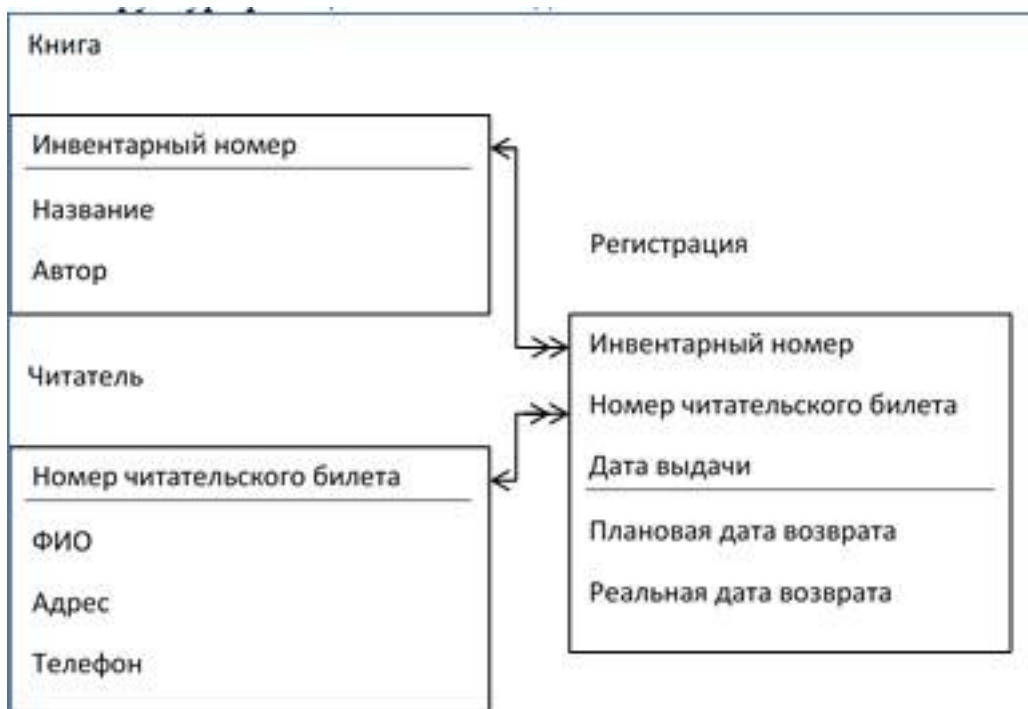 Книга
Инвентарный номер
Название
Автор
Читатель
Номер читательского билета
ФИО
Адрес
Телефон
Регистрация
Инвентарный номер
Номер читательского билета
Дата выдачи
Плановая дата возврата
Реальная дата возврата